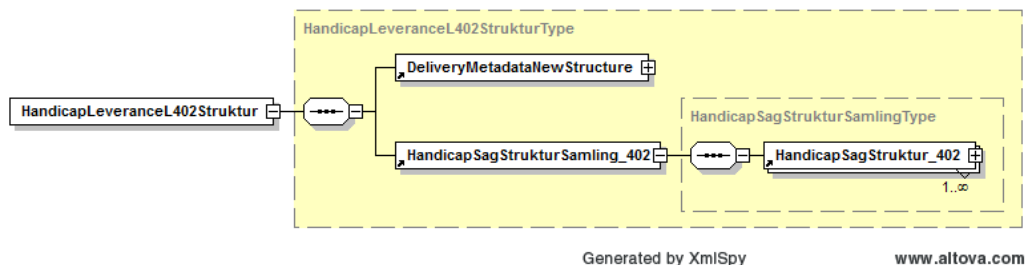 HandicapLeveranceL402StrukturType
DeliveryMetadataNewStructure
HandicapLeveranceL402Struktur
HandicapSagStrukturSamlingType
HandicapSagStrukturSamling_402
HandicapSagStruktur_402
1..∞
Generated by XmlSpy www.altova.com